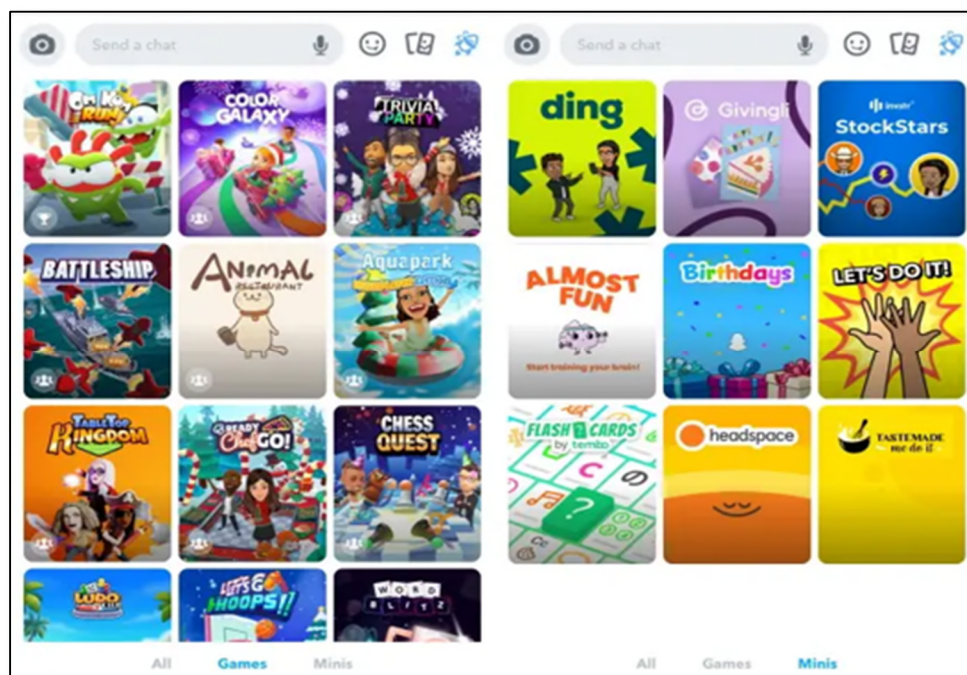 Send a chat
Om Nom
RUN
COLOR
GALAXY
TRIVIA
PARTY
BATTLESHIP
ANIMAL
RESTAURANT
Aquapark
TABLETOP
KINGDOM
READY
Chef GO!
CHESS
QUEST
LUDO
LET'S GO
HOOPS!!
WORD
BLITZ
All Games Minis
Send a chat
ding
Givingli
invstr
StockStars
ALMOST
FUN
Start training your brain!
Birthdays
LET'S DO IT!
FLASH CARDS
by tembo
headspace
TASTEMADE
me do it
All Games Minis